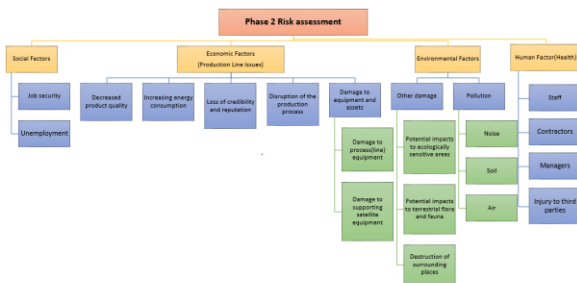 Phase 2 Risk assessment
Social Factors
Economic Factors
(Production Line Issues)
Environmental Factors
Human Factor(Health)
Job security
Unemployment
Decreased
product quality
Increasing energy
consumption
Loss of credibility
and reputation
Disruption of the
production
process
Damage to
equipment and
assets
Damage to
process(line)
equipment
Damage to
supporting
satellite
equipment
Other damage
Potential impacts
to ecologically
sensitive areas
Potential impacts
to terrestrial flora
and fauna
Destruction of
surrounding
places
Pollution
Noise
Soil
Air
Staff
Contractors
Managers
Injury to third
parties